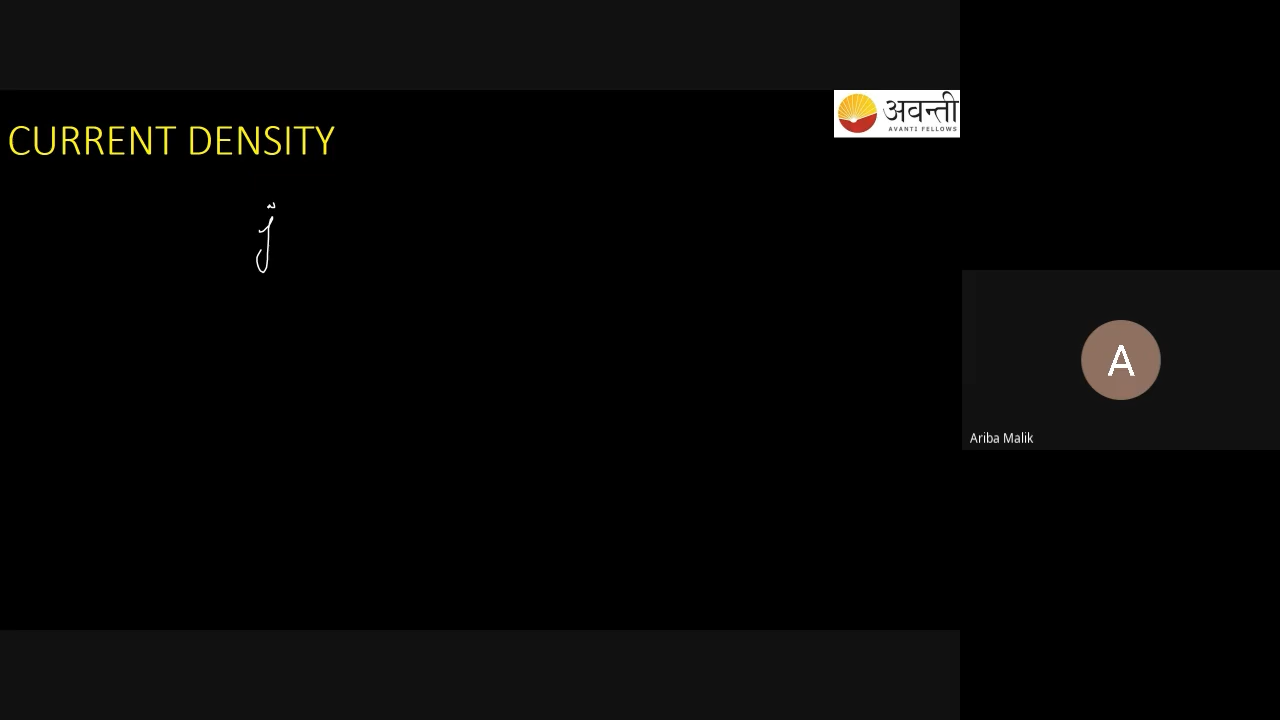 CURRENT DENSITY
अवन्ती
AVANTI FELLOWS
j
A
Ariba Malik